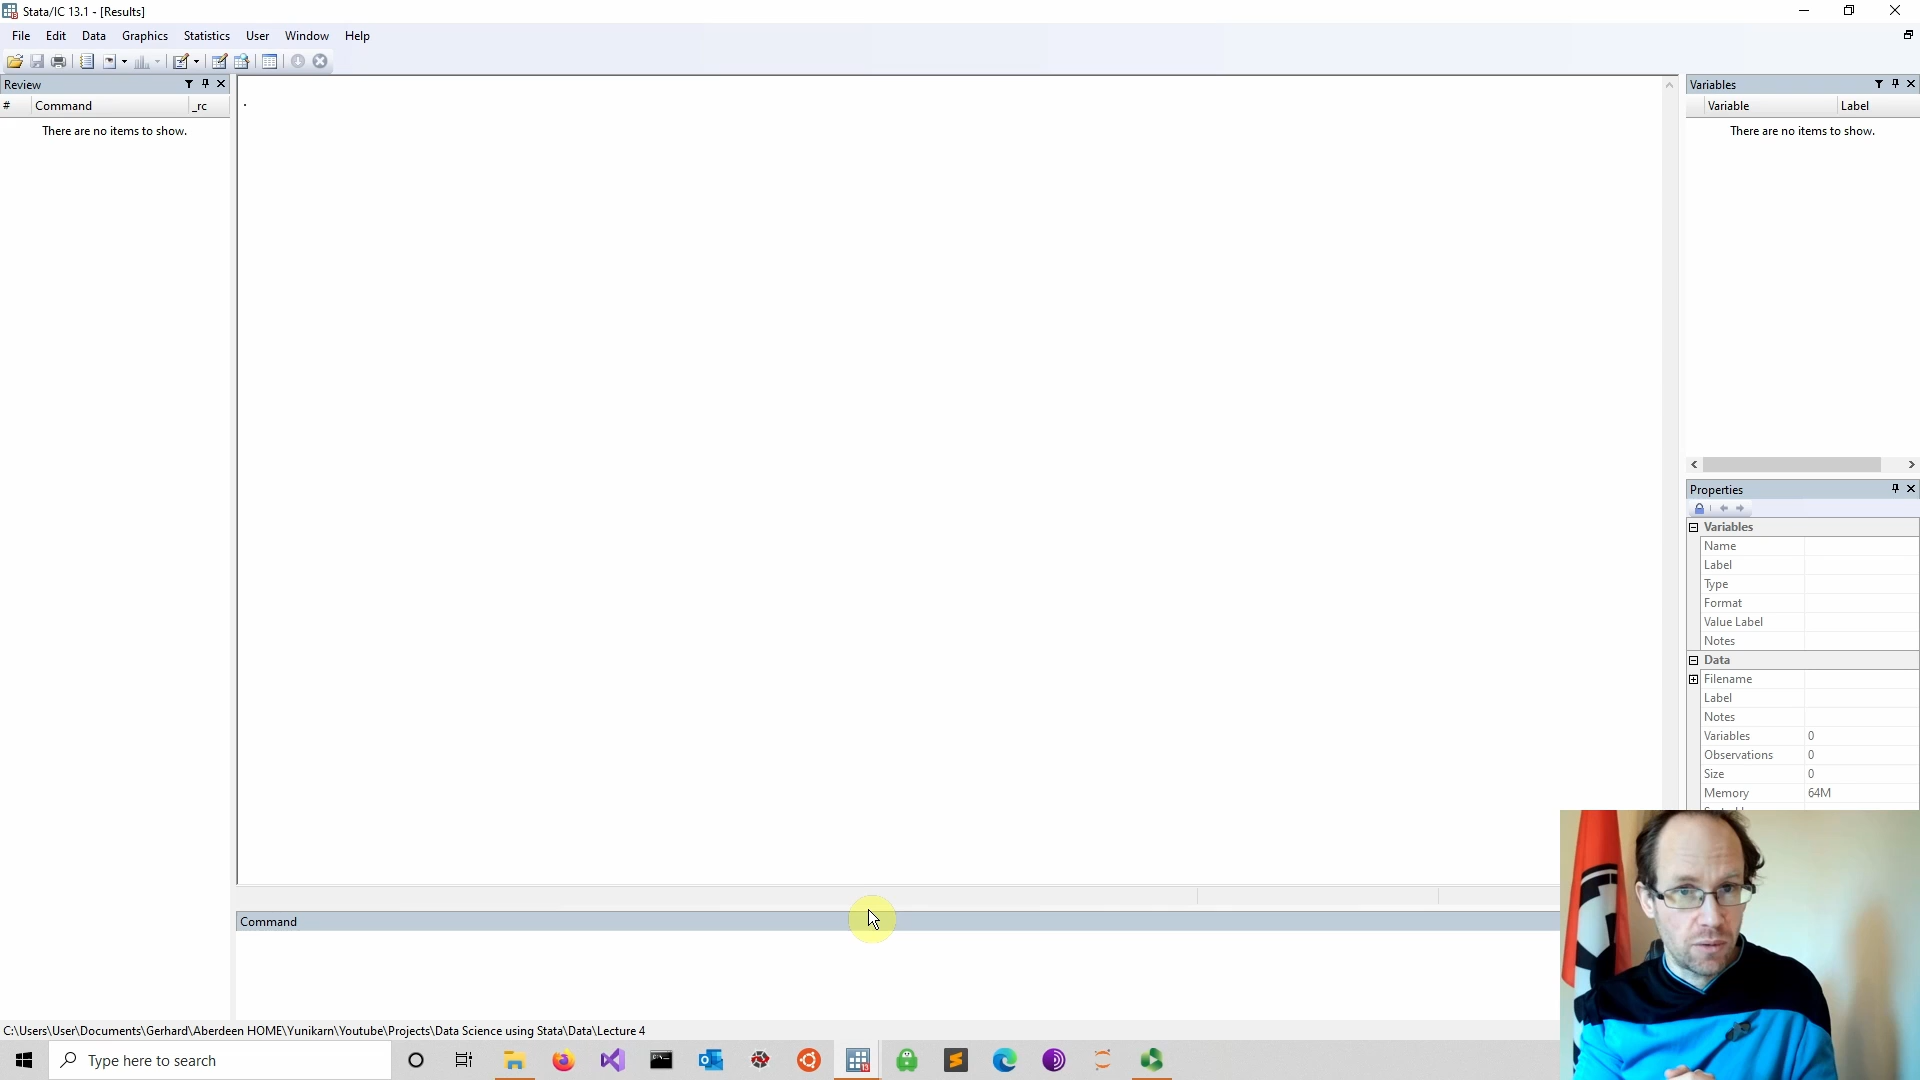 Stata/IC 13.1 - [Results]
File Edit Data Graphics Statistics User Window Help
Review
# Command _rc
There are no items to show.
.
Variables
Variable Label
There are no items to show.
Properties
Variables
Name
Label
Type
Format
Value Label
Notes
Data
Filename
Label
Notes
Variables 0
Observations 0
Size 0
Memory 64M
Command
C:\Users\User\Documents\Gerhard\Aberdeen HOME\Yunikarn\Youtube\Projects\Data Science using Stata\Data\Lecture 4
Type here to search
13